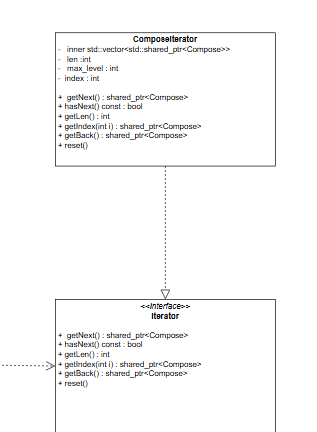 ComposeIterator
- inner std::vector<std::shared_ptr<Compose>>
- len :int
- max_level : int
- index : int
+ getNext() : shared_ptr<Compose>
+ hasNext() const : bool
+ getLen() : int
+ getIndex(int i) : shared_ptr<Compose>
+ getBack() : shared_ptr<Compose>
+ reset()
<<Interface>>
Iterator
+ getNext() : shared_ptr<Compose>
+ hasNext() const : bool
+ getLen() : int
+ getIndex(int i) : shared_ptr<Compose>
+ getBack() : shared_ptr<Compose>
+ reset()